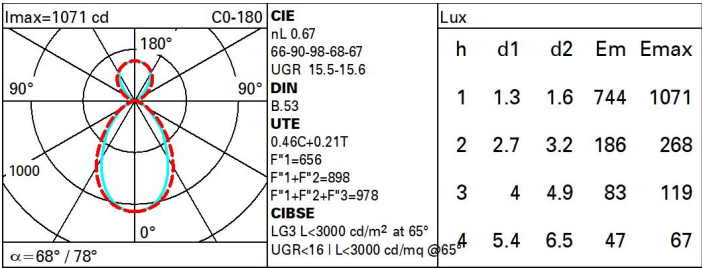 Imax=1071 cd C0-180
180°
90° 90°
1000
0°
α=68° / 78°
CIE
nL 0.67
66-90-98-68-67
UGR 15.5-15.6
DIN
B.53
UTE
0.46C+0.21T
F"1=656
F"1+F"2=898
F"1+F"2+F"3=978
CIBSE
LG3 L<3000 cd/m² at 65°
UGR<16 | L<3000 cd/mq @65°
Lux
h d1 d2 Em Emax
1 1.3 1.6 744 1071
2 2.7 3.2 186 268
3 4 4.9 83 119
4 5.4 6.5 47 67